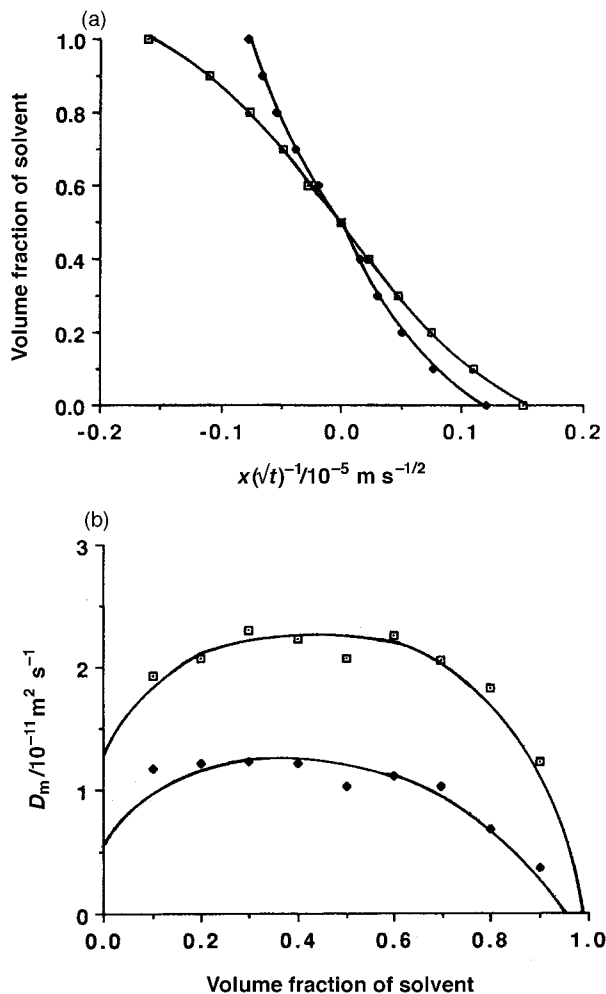 (a)
1.0
0.8
0.6
0.4
0.2
0.0
Volume fraction of solvent
-0.2 -0.1 0.0 0.1 0.2
x(√t)⁻¹/10⁻⁵ m s⁻¹/²
(b)
3
2
1
0
Dₘ/10⁻¹¹ m² s⁻¹
0.0 0.2 0.4 0.6 0.8 1.0
Volume fraction of solvent